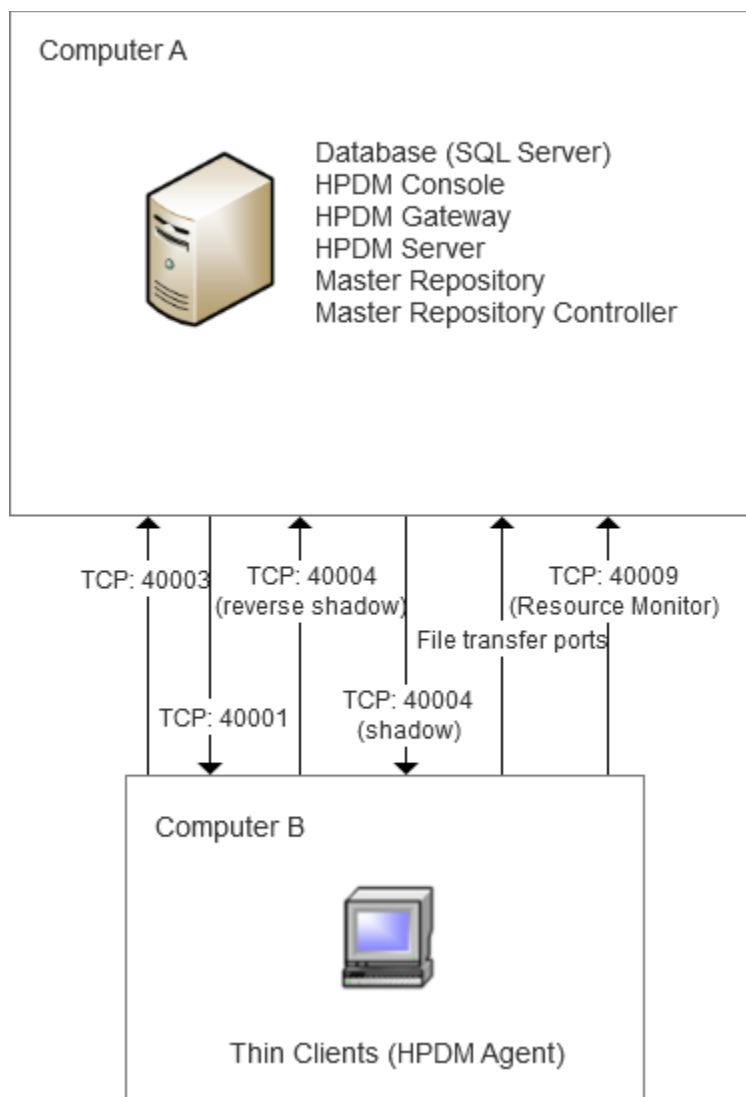 Computer A
Database (SQL Server)
HPDM Console
HPDM Gateway
HPDM Server
Master Repository
Master Repository Controller
TCP: 40003
TCP: 40004
(reverse shadow)
TCP: 40009
(Resource Monitor)
File transfer ports
TCP: 40001
TCP: 40004
(shadow)
Computer B
Thin Clients (HPDM Agent)